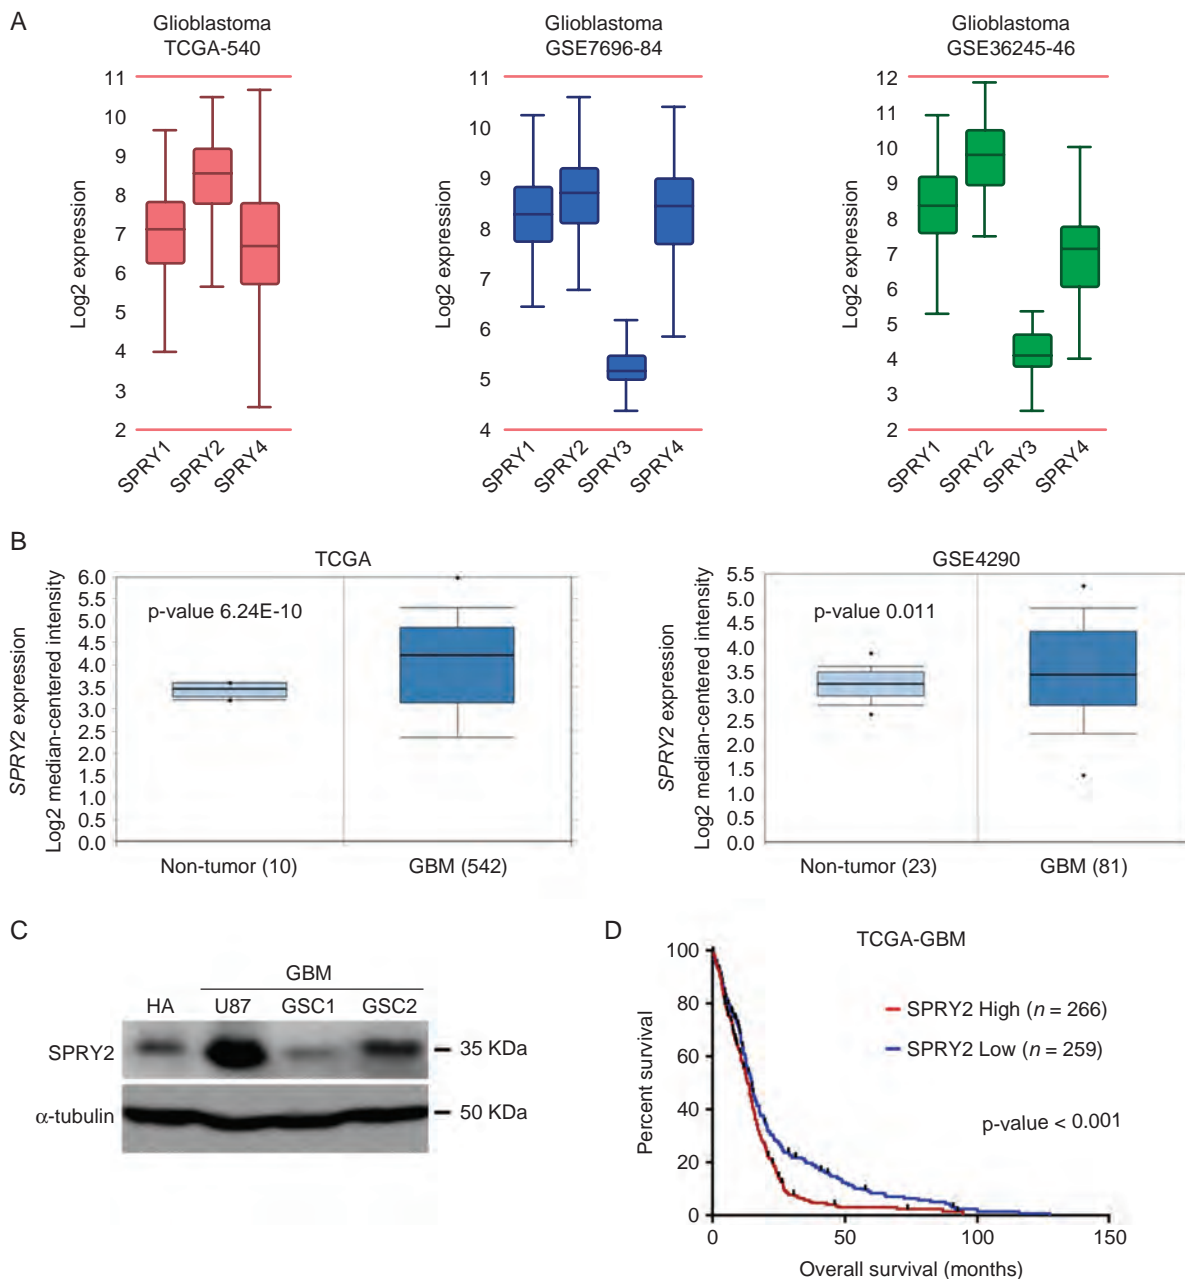 A
Glioblastoma
TCGA-540
Log2 expression
11
10
9
8
7
6
5
4
3
2
SPRY1
SPRY2
SPRY4
Glioblastoma
GSE7696-84
Log2 expression
11
10
9
8
7
6
5
4
SPRY1
SPRY2
SPRY3
SPRY4
Glioblastoma
GSE36245-46
Log2 expression
12
11
10
9
8
7
6
5
4
3
2
SPRY1
SPRY2
SPRY3
SPRY4
B
TCGA
SPRY2 expression
Log2 median-centered intensity
6.0
5.5
5.0
4.5
4.0
3.5
3.0
2.5
2.0
1.5
1.0
0.5
0.0
p-value 6.24E-10
Non-tumor (10)
GBM (542)
GSE4290
SPRY2 expression
Log2 median-centered intensity
5.5
5.0
4.5
4.0
3.5
3.0
2.5
2.0
1.5
1.0
0.5
0.0
p-value 0.011
Non-tumor (23)
GBM (81)
C
GBM
HA U87 GSC1 GSC2
SPRY2
35 KDa
α-tubulin
50 KDa
D
TCGA-GBM
Percent survival
100
80
60
40
20
0
SPRY2 High (n = 266)
SPRY2 Low (n = 259)
p-value < 0.001
0 50 100 150
Overall survival (months)